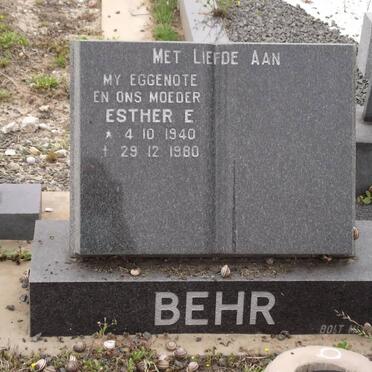 MET LIEFDE AAN
MY EGGENOTE
EN ONS MOEDER
ESTHER E
* 4.10.1940
† 29.12.1980
BEHR